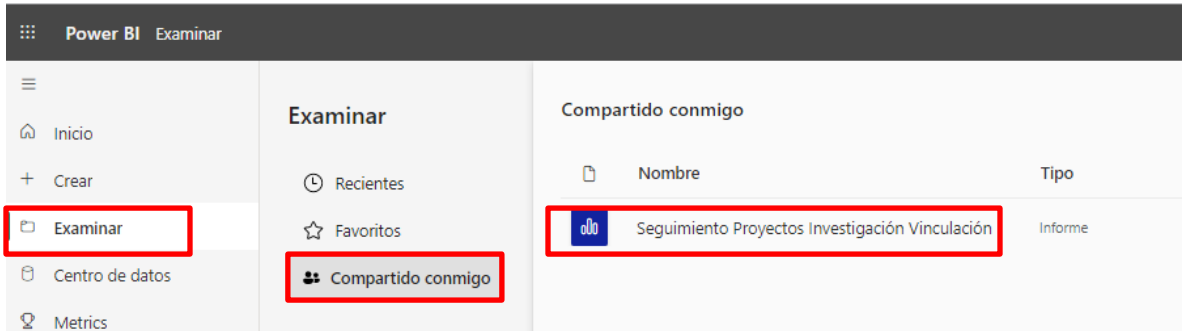 Power BI Examinar
Inicio
Crear
Examinar
Centro de datos
Metrics
Examinar
Recientes
Favoritos
Compartido conmigo
Compartido conmigo
Nombre Tipo
Seguimiento Proyectos Investigación Vinculación Informe